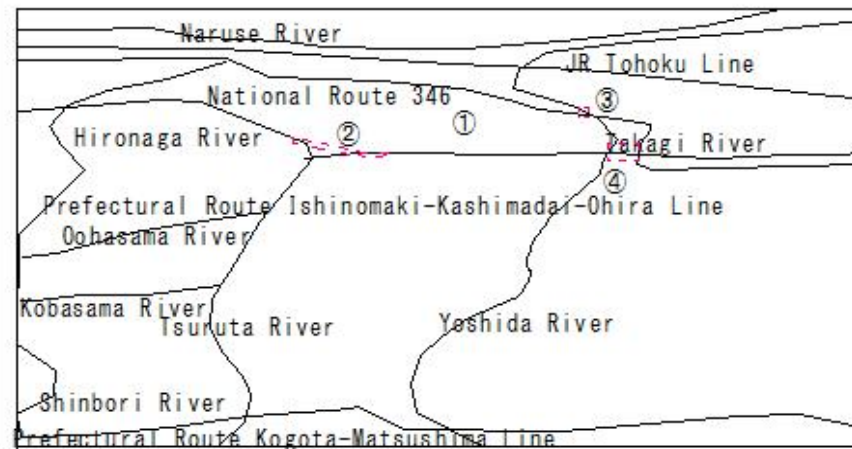 Naruse River
JR Tohoku Line
National Route 346
③
①
②
Hironaga River
Takagi River
④
Prefectural Route Ishinomaki-Kashimadai-Ohira Line
Oohasama River
Kobasama River
Tsuruta River
Yoshida River
Shinbori River
Prefectural Route Kogota-Matsushima Line